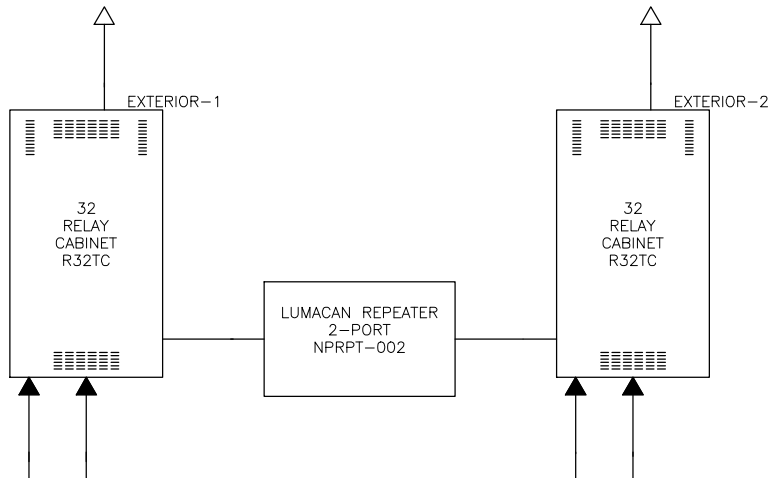 EXTERIOR-1
EXTERIOR-2
32
RELAY
CABINET
R32TC
32
RELAY
CABINET
R32TC
LUMACAN REPEATER
2-PORT
NPRPT-002